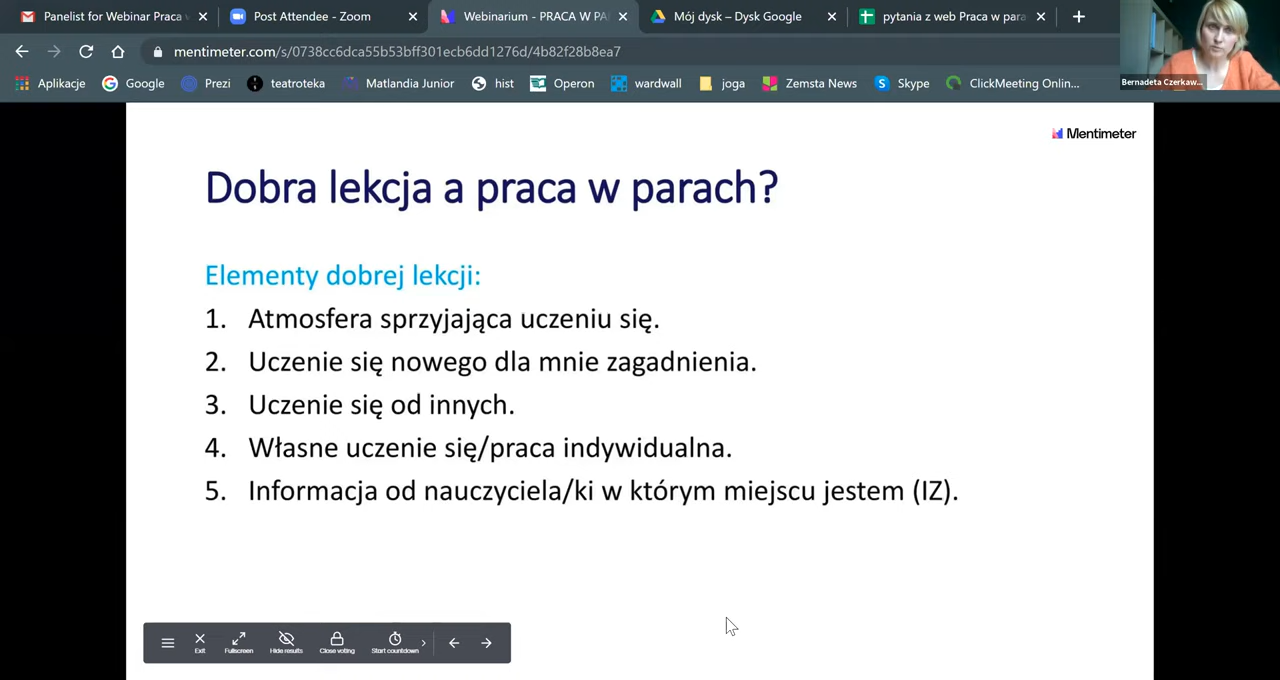 Panelist for Webinar Praca w
Post Attendee - Zoom
Webinarium - PRACA W PA
Mój dysk – Dysk Google
pytania z web Praca w para
mentimeter.com/s/0738cc6dca55b53bff301ecb6dd1276d/4b82f28b8ea7
Aplikacje
Google
Prezi
teatroteka
Matlandia Junior
hist
Operon
wardwall
joga
Zemsta News
Skype
ClickMeeting Onlin...
Bernadeta Czerkaw...
Mentimeter
Dobra lekcja a praca w parach?
Elementy dobrej lekcji:
1. Atmosfera sprzyjająca uczeniu się.
2. Uczenie się nowego dla mnie zagadnienia.
3. Uczenie się od innych.
4. Własne uczenie się/praca indywidualna.
5. Informacja od nauczyciela/ki w którym miejscu jestem (IZ).
Exit
Fullscreen
Hide results
Close voting
Start countdown